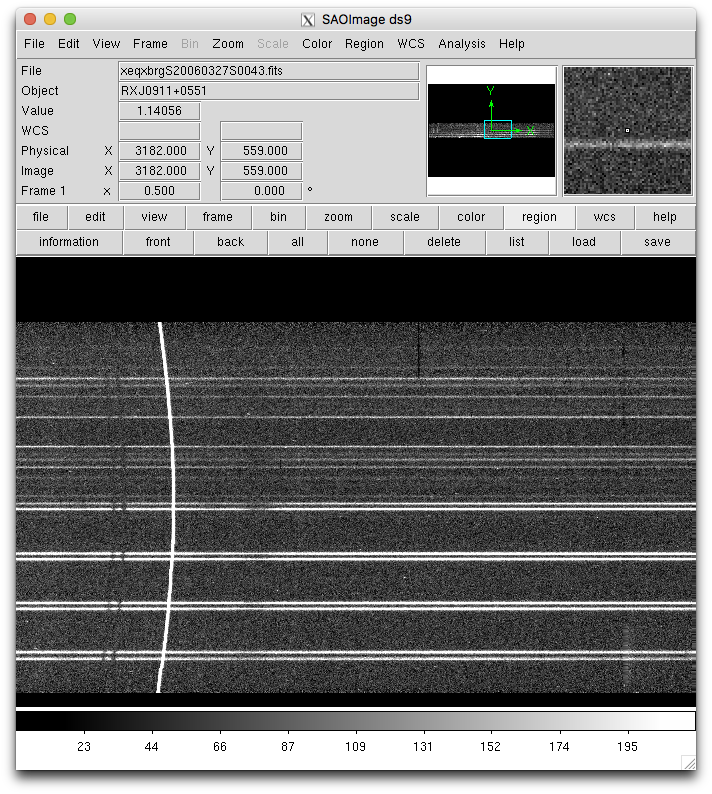 SAOImage ds9
File Edit View Frame Bin Zoom Scale Color Region WCS Analysis Help
File xeqxbrgS20060327S0043.fits
Object RXJ0911+0551
Value 1.14056
WCS
Physical X 3182.000 Y 559.000
Image X 3182.000 Y 559.000
Frame 1 x 0.500 0.000 °
Y
X
file edit view frame bin zoom scale color region wcs help
information front back all none delete list load save
23 44 66 87 109 131 152 174 195